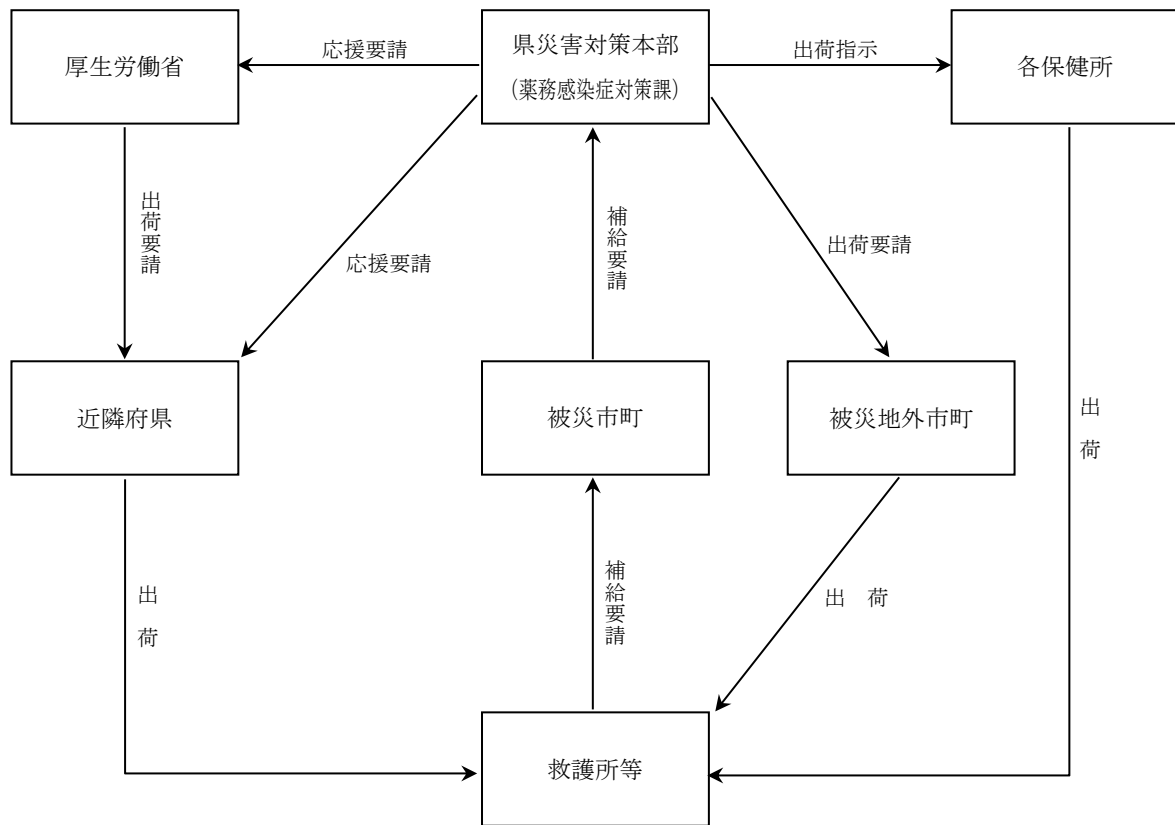 厚生労働省
応援要請
県災害対策本部
（薬務感染症対策課）
出荷指示
各保健所
出荷要請
応援要請
補給要請
出荷要請
近隣府県
被災市町
被災地外市町
出荷
出荷
補給要請
出　荷
救護所等